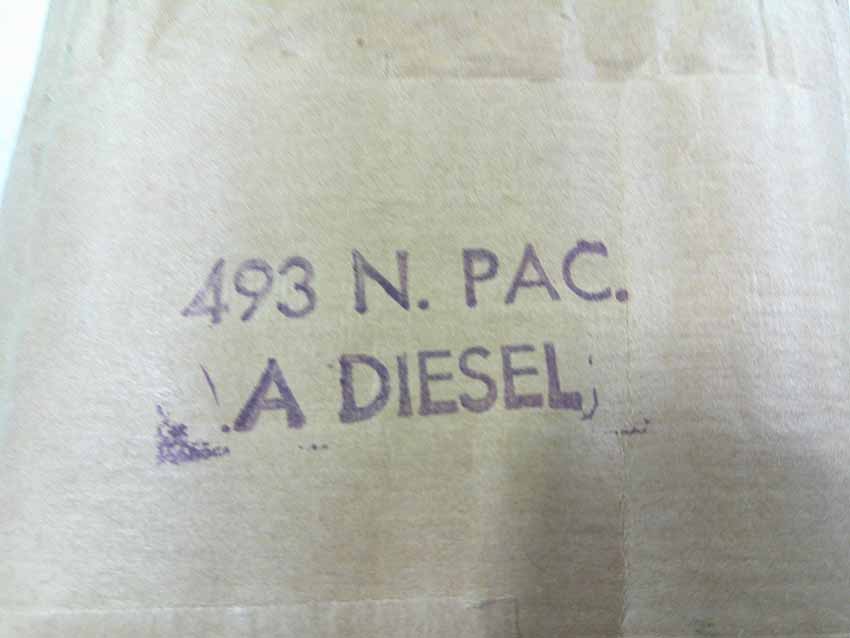 493 N. PAC.
A DIESEL